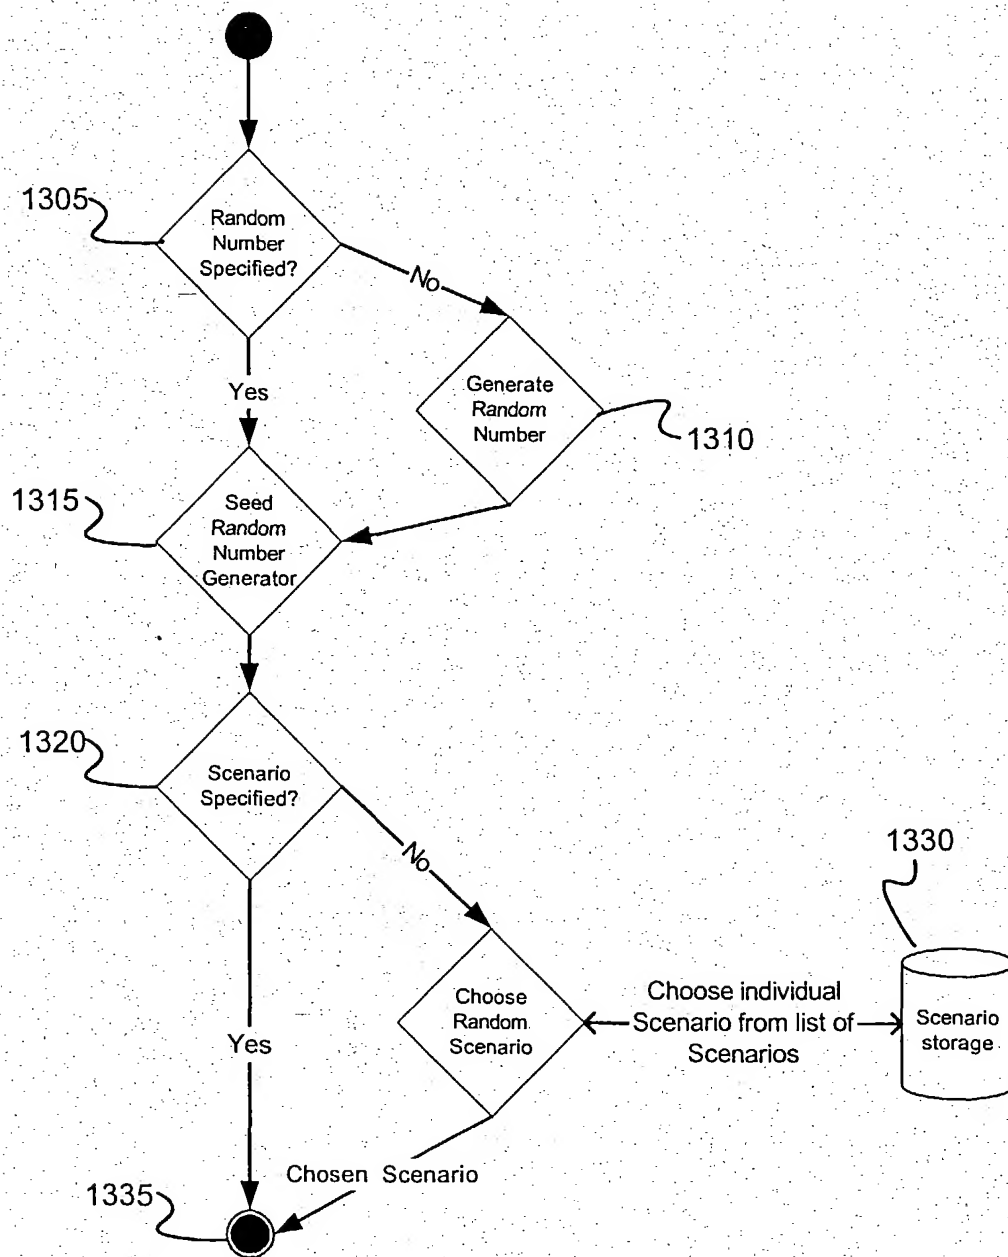 1305
Random
Number
Specified?
No
Yes
Generate
Random
Number
1310
1315
Seed
Random
Number
Generator
1320
Scenario
Specified?
No
1330
Yes
Choose
Random
Scenario
Choose individual
Scenario from list of
Scenarios
Scenario
storage
Chosen Scenario
1335